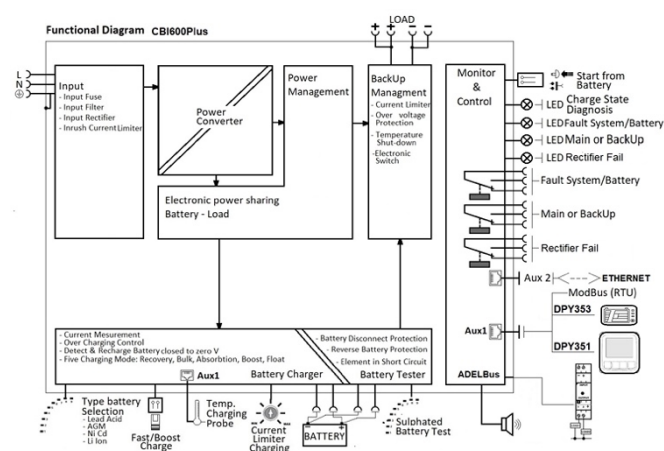 Functional Diagram CBI600Plus
LOAD
+ + - -
L
N
Input
- Input Fuse
- Input Filter
- Input Rectifier
- Inrush Current Limiter
Power
Converter
Power
Management
Electronic power sharing
Battery - Load
BackUp
Managment
- Current Limiter
- Over voltage
Protection
- Temperature
Shut-down
-Electronic
Switch
Monitor
&
Control
Start from
Battery
LED Charge State
Diagnosis
LED Fault System/Battery
LED Main or BackUp
LED Rectifier Fail
Fault System/Battery
Main or BackUp
Rectifier Fail
Aux 2
ETHERNET
ModBus (RTU)
DPY353
Aux1
DPY351
ADELBus
- Current Mesurement
- Over Charging Control
- Detect & Recharge Battery closed to zero V
- Five Charging Mode: Recovery, Bulk, Absorbtion, Boost, Float
Aux1
Battery Charger
- Battery Disconnect Protection
- Reverse Battery Protection
- Element in Short Circuit
Battery Tester
Type battery
Selection
- Lead Acid
- AGM
- Ni Cd
- Li Ion
Fast/Boost
Charge
Temp.
Charging
Probe
Current
Limiter
Charging
BATTERY
Sulphated
Battery Test